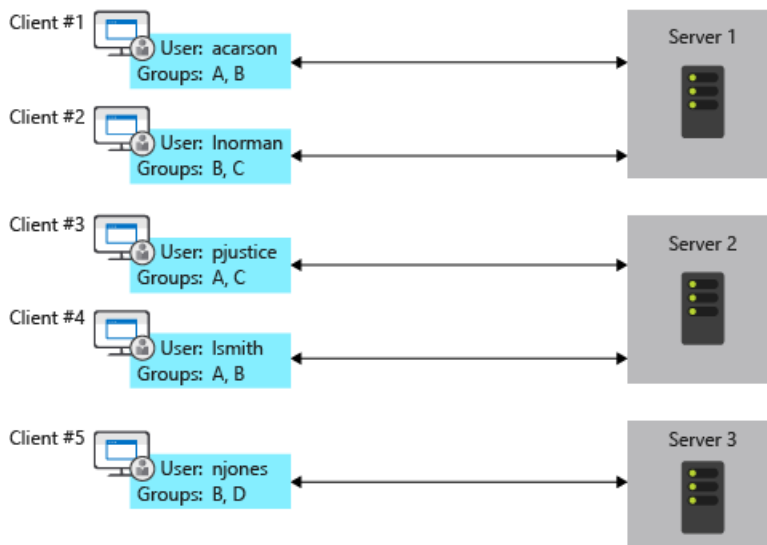 Client #1
User: acarson
Groups: A, B
Server 1
Client #2
User: lnorman
Groups: B, C
Client #3
User: pjustice
Groups: A, C
Server 2
Client #4
User: lsmith
Groups: A, B
Client #5
User: njones
Groups: B, D
Server 3